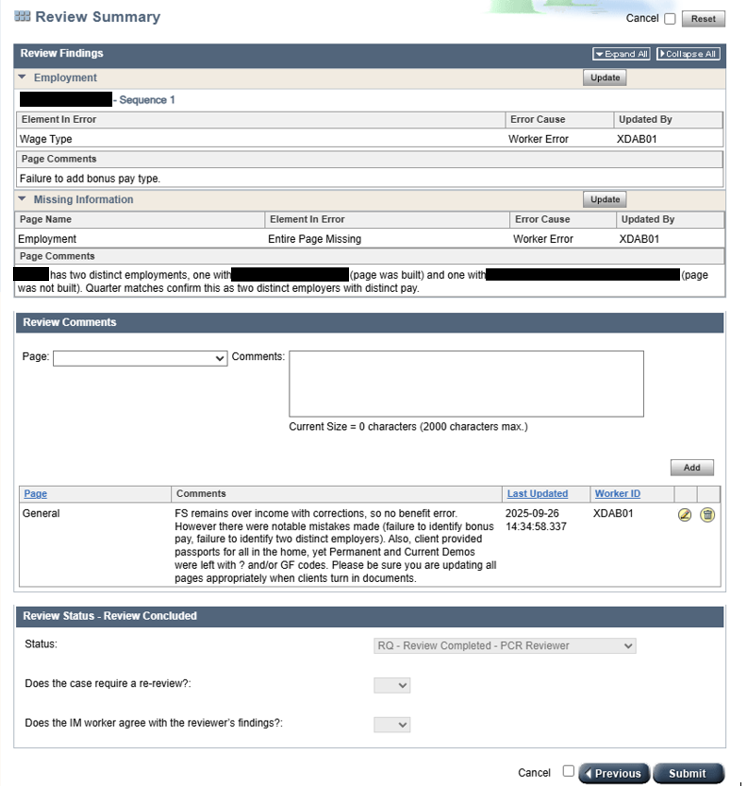 Review Summary
Cancel Reset
Review Findings Expand All Collapse All
Employment Update
- Sequence 1
Element In Error Error Cause Updated By
Wage Type Worker Error XDAB01
Page Comments
Failure to add bonus pay type.
Missing Information Update
Page Name Element In Error Error Cause Updated By
Employment Entire Page Missing Worker Error XDAB01
Page Comments
has two distinct employments, one with (page was built) and one with (page
was not built). Quarter matches confirm this as two distinct employers with distinct pay.
Review Comments
Page: Comments:
Current Size = 0 characters (2000 characters max.)
Add
Page Comments Last Updated Worker ID
General FS remains over income with corrections, so no benefit error. 2025-09-26 XDAB01
However there were notable mistakes made (failure to identify bonus 14:34:58.337
pay, failure to identify two distinct employers). Also, client provided
passports for all in the home, yet Permanent and Current Demos
were left with ? and/or GF codes. Please be sure you are updating all
pages appropriately when clients turn in documents.
Review Status - Review Concluded
Status: RQ - Review Completed - PCR Reviewer
Does the case require a re-review?:
Does the IM worker agree with the reviewer's findings?:
Cancel Previous Submit